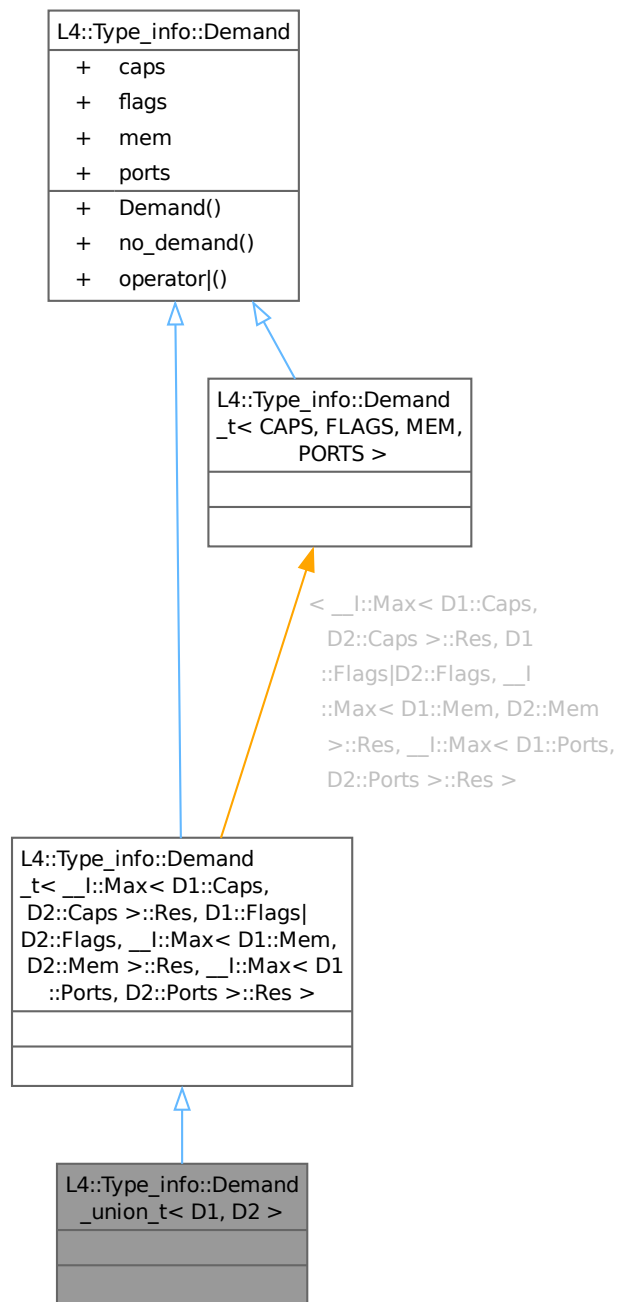 L4::Type_info::Demand
+ caps
+ flags
+ mem
+ ports
+ Demand()
+ no_demand()
+ operator|()
L4::Type_info::Demand
_t< CAPS, FLAGS, MEM,
PORTS >
< __I::Max< D1::Caps,
D2::Caps >::Res, D1
::Flags|D2::Flags, __I
::Max< D1::Mem, D2::Mem
>::Res, __I::Max< D1::Ports,
D2::Ports >::Res >
L4::Type_info::Demand
_t< __I::Max< D1::Caps,
D2::Caps >::Res, D1::Flags|
D2::Flags, __I::Max< D1::Mem,
D2::Mem >::Res, __I::Max< D1
::Ports, D2::Ports >::Res >
L4::Type_info::Demand
_union_t< D1, D2 >